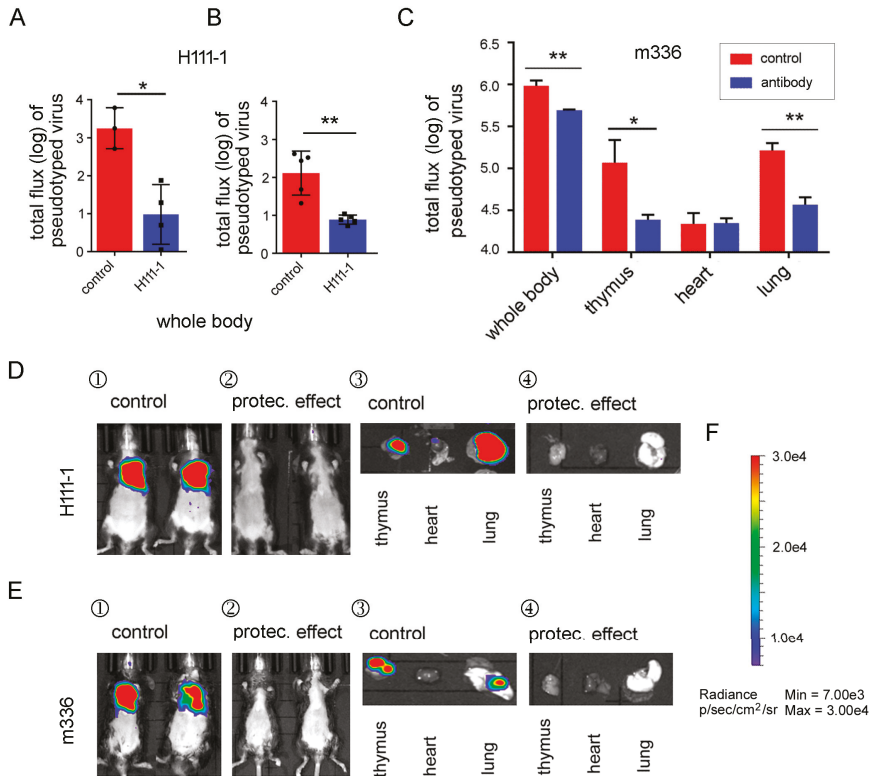 A
B
C
H111-1
m336
control
antibody
total flux (log) of
pseudotyped virus
4
3
2
1
0
*
control
H111-1
total flux (log) of
pseudotyped virus
4
3
2
1
0
**
control
H111-1
whole body
total flux (log) of
pseudotyped virus
6.5
6.0
5.5
5.0
4.5
4.0
**
*
**
whole body
thymus
heart
lung
D
① ② ③ ④
control
protec. effect
control
protec. effect
H111-1
thymus
heart
lung
thymus
heart
lung
E
① ② ③ ④
control
protec. effect
control
protec. effect
m336
thymus
heart
lung
thymus
heart
lung
F
3.0e4
2.0e4
1.0e4
Radiance
p/sec/cm²/sr
Min = 7.00e3
Max = 3.00e4